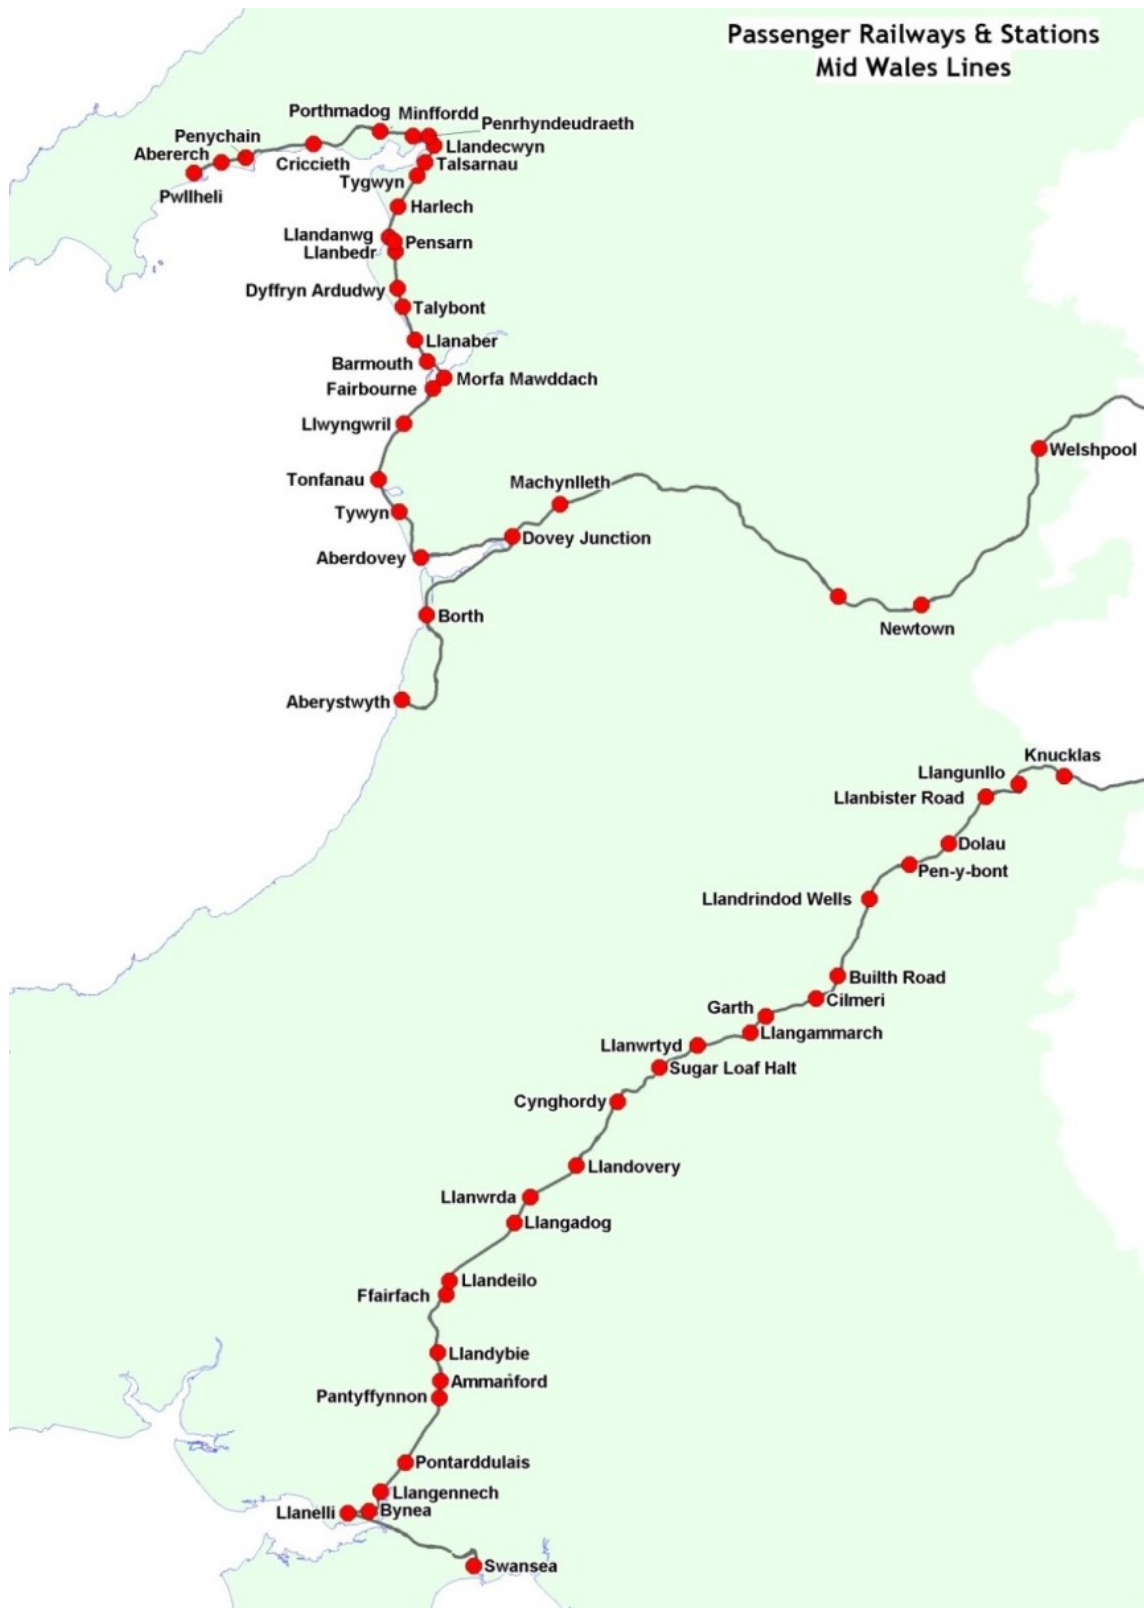 Passenger Railways & Stations
Mid Wales Lines
Porthmadog
Minffordd
Penrhyndeudraeth
Penychain
Llandecwyn
Abererch
Criccieth
Talsarnau
Tygwyn
Pwllheli
Harlech
Llandanwg
Pensarn
Llanbedr
Dyffryn Ardudwy
Talybont
Llanaber
Barmouth
Morfa Mawddach
Fairbourne
Llwyngwril
Welshpool
Tonfanau
Machynlleth
Tywyn
Dovey Junction
Aberdovey
Borth
Newtown
Aberystwyth
Knucklas
Llangunllo
Llanbister Road
Dolau
Pen-y-bont
Llandrindod Wells
Builth Road
Cilmeri
Garth
Llangammarch
Llanwrtyd
Sugar Loaf Halt
Cynghordy
Llandovery
Llanwrda
Llangadog
Llandeilo
Ffairfach
Llandybie
Ammanford
Pantyffynnon
Pontarddulais
Llangennech
Bynea
Llanelli
Swansea